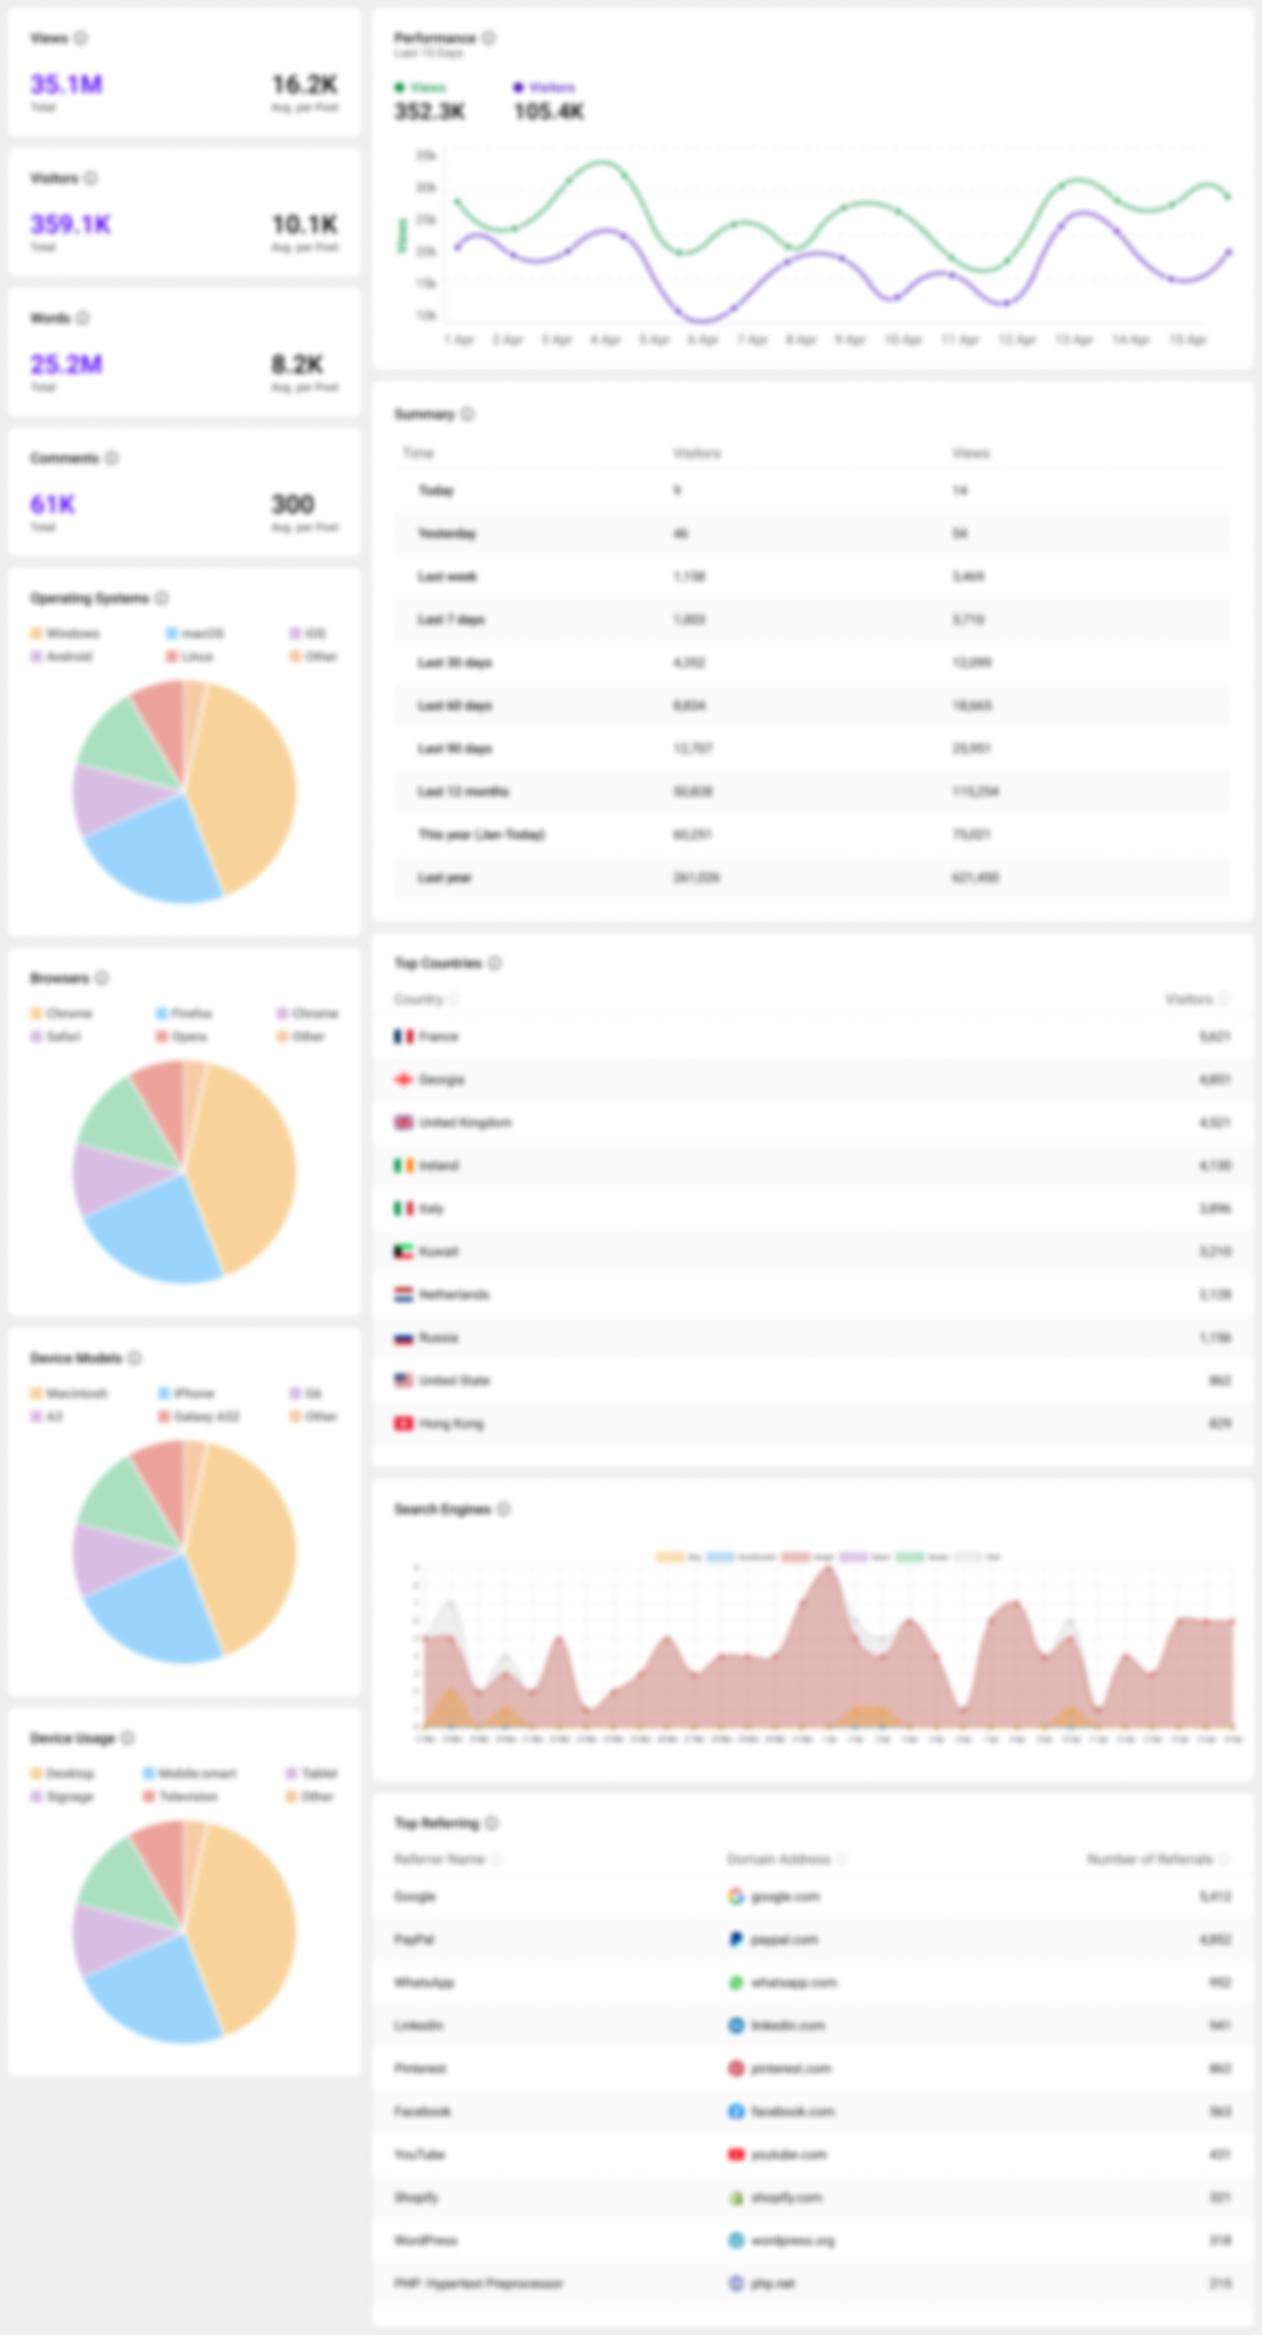 Views
35.1M
16.2K
Total
Avg. per Post
Visitors
359.1K
10.1K
Total
Avg. per Post
Words
25.2M
8.2K
Total
Avg. per Post
Comments
61K
300
Total
Avg. per Post
Operating Systems
Windows macOS iOS
Android Linux Other
Browsers
Chrome Firefox Chrome
Safari Opera Other
Device Models
Macintosh iPhone
A3 Galaxy A52 Other
Device Usage
Desktop Mobile:smart Tablet
Signage Television Other
Performance
Last 15 Days
Views Visitors
352.3K 105.4K
35k
30k
25k
20k
15k
10k
Views
1 Apr 2 Apr 3 Apr 4 Apr 5 Apr 6 Apr 7 Apr 8 Apr 9 Apr 10 Apr 11 Apr 12 Apr 13 Apr 14 Apr 15 Apr
Summary
Time Visitors Views
Today 9 14
Yesterday 46 54
Last week 1,158 3,469
Last 7 days 1,003 3,710
Last 30 days 12,099
Last 60 days 18,665
Last 90 days 12,707 25,951
Last 12 months 50,828 115,254
This year (Jan-Today) 60,251 75,021
Last year 261,026 621,450
Top Countries
Country Visitors
France 5,621
Georgia 4,851
United Kingdom 4,521
Ireland 4,130
Italy 3,896
Kuwait 3,210
Netherlands 2,128
Russia 1,156
United State 862
Hong Kong 829
Search Engines
Top Referring
Referrer Name Domain Address Number of Referrals
Google google.com 5,412
PayPal paypal.com 4,852
WhatsApp whatsapp.com 952
LinkedIn linkedin.com 941
Pinterest pinterest.com 862
Facebook facebook.com 563
YouTube youtube.com 431
Shopify shopify.com 321
WordPress wordpress.org 318
PHP: Hypertext Preprocessor php.net 215